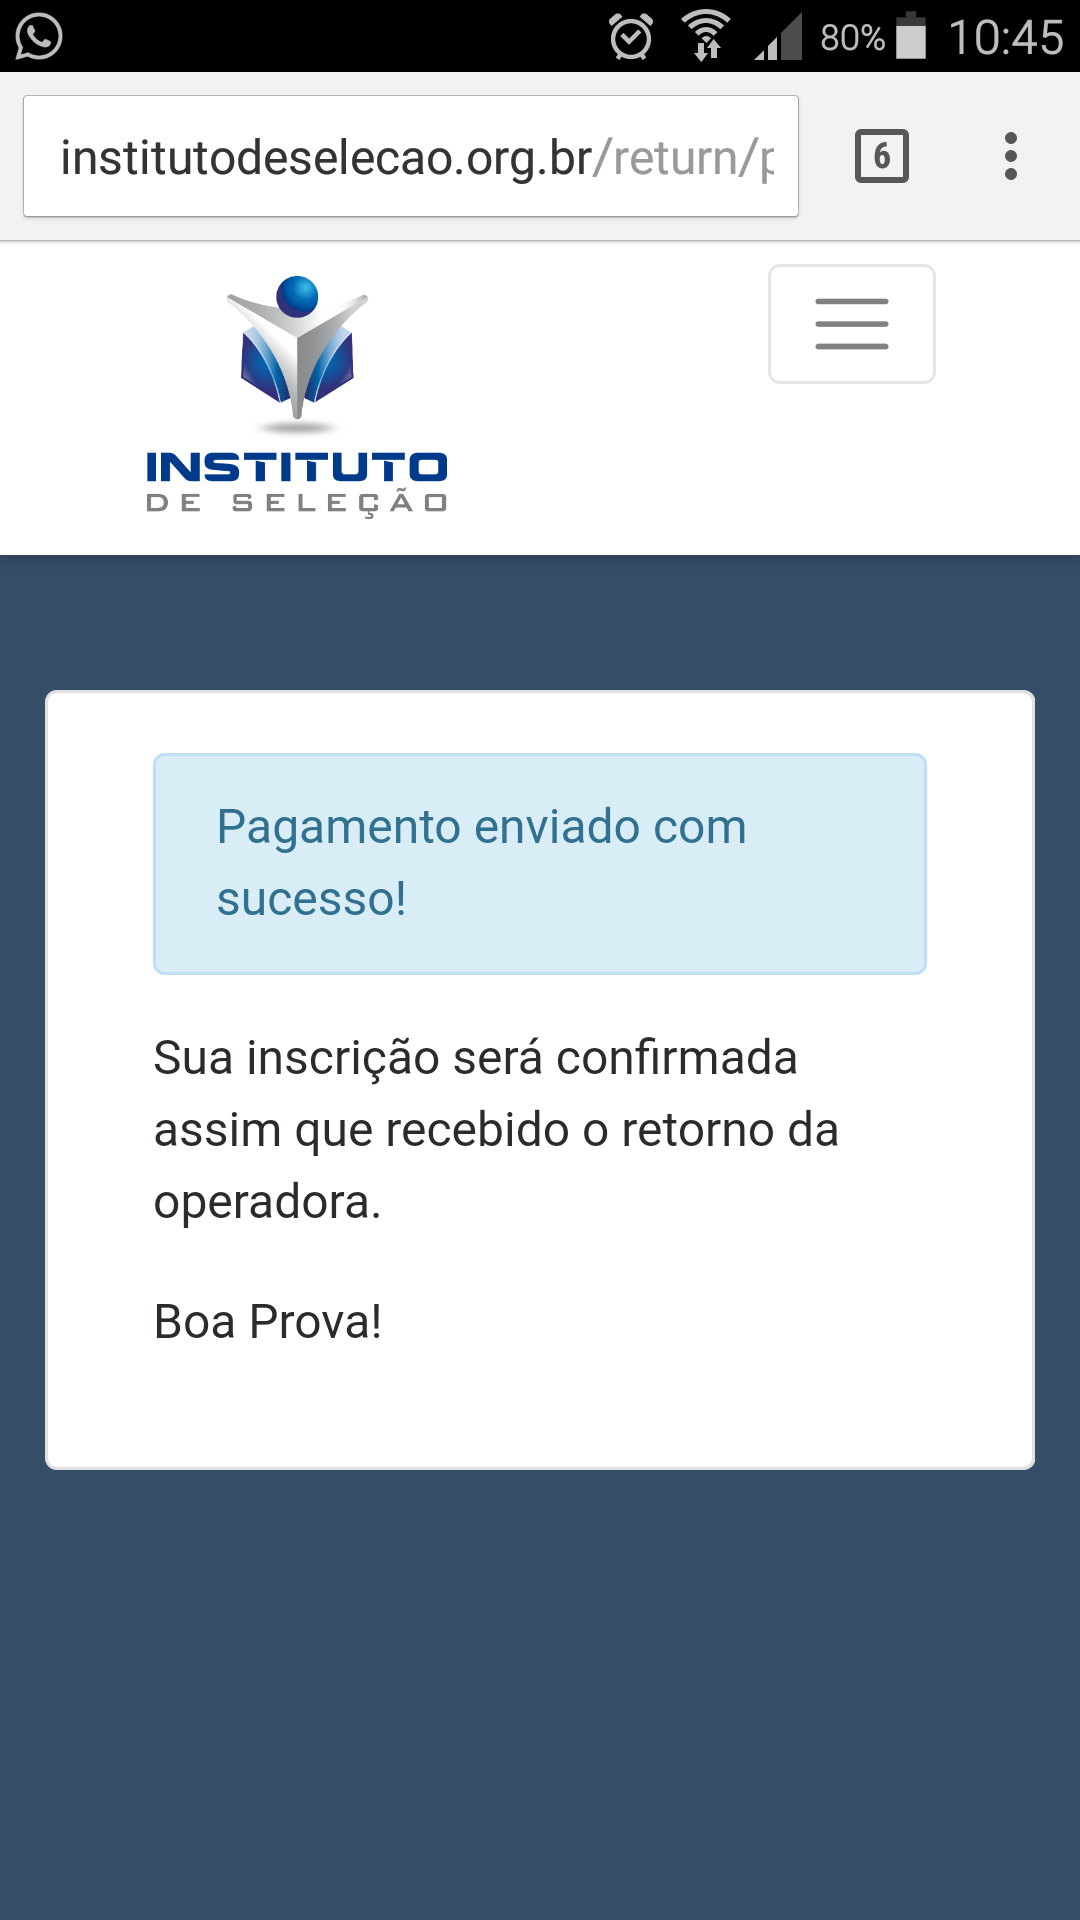 80% 10:45
institutodeselecao.org.br/return/p
6
INSTITUTO
DE SELEÇÃO
Pagamento enviado com
sucesso!
Sua inscrição será confirmada
assim que recebido o retorno da
operadora.
Boa Prova!